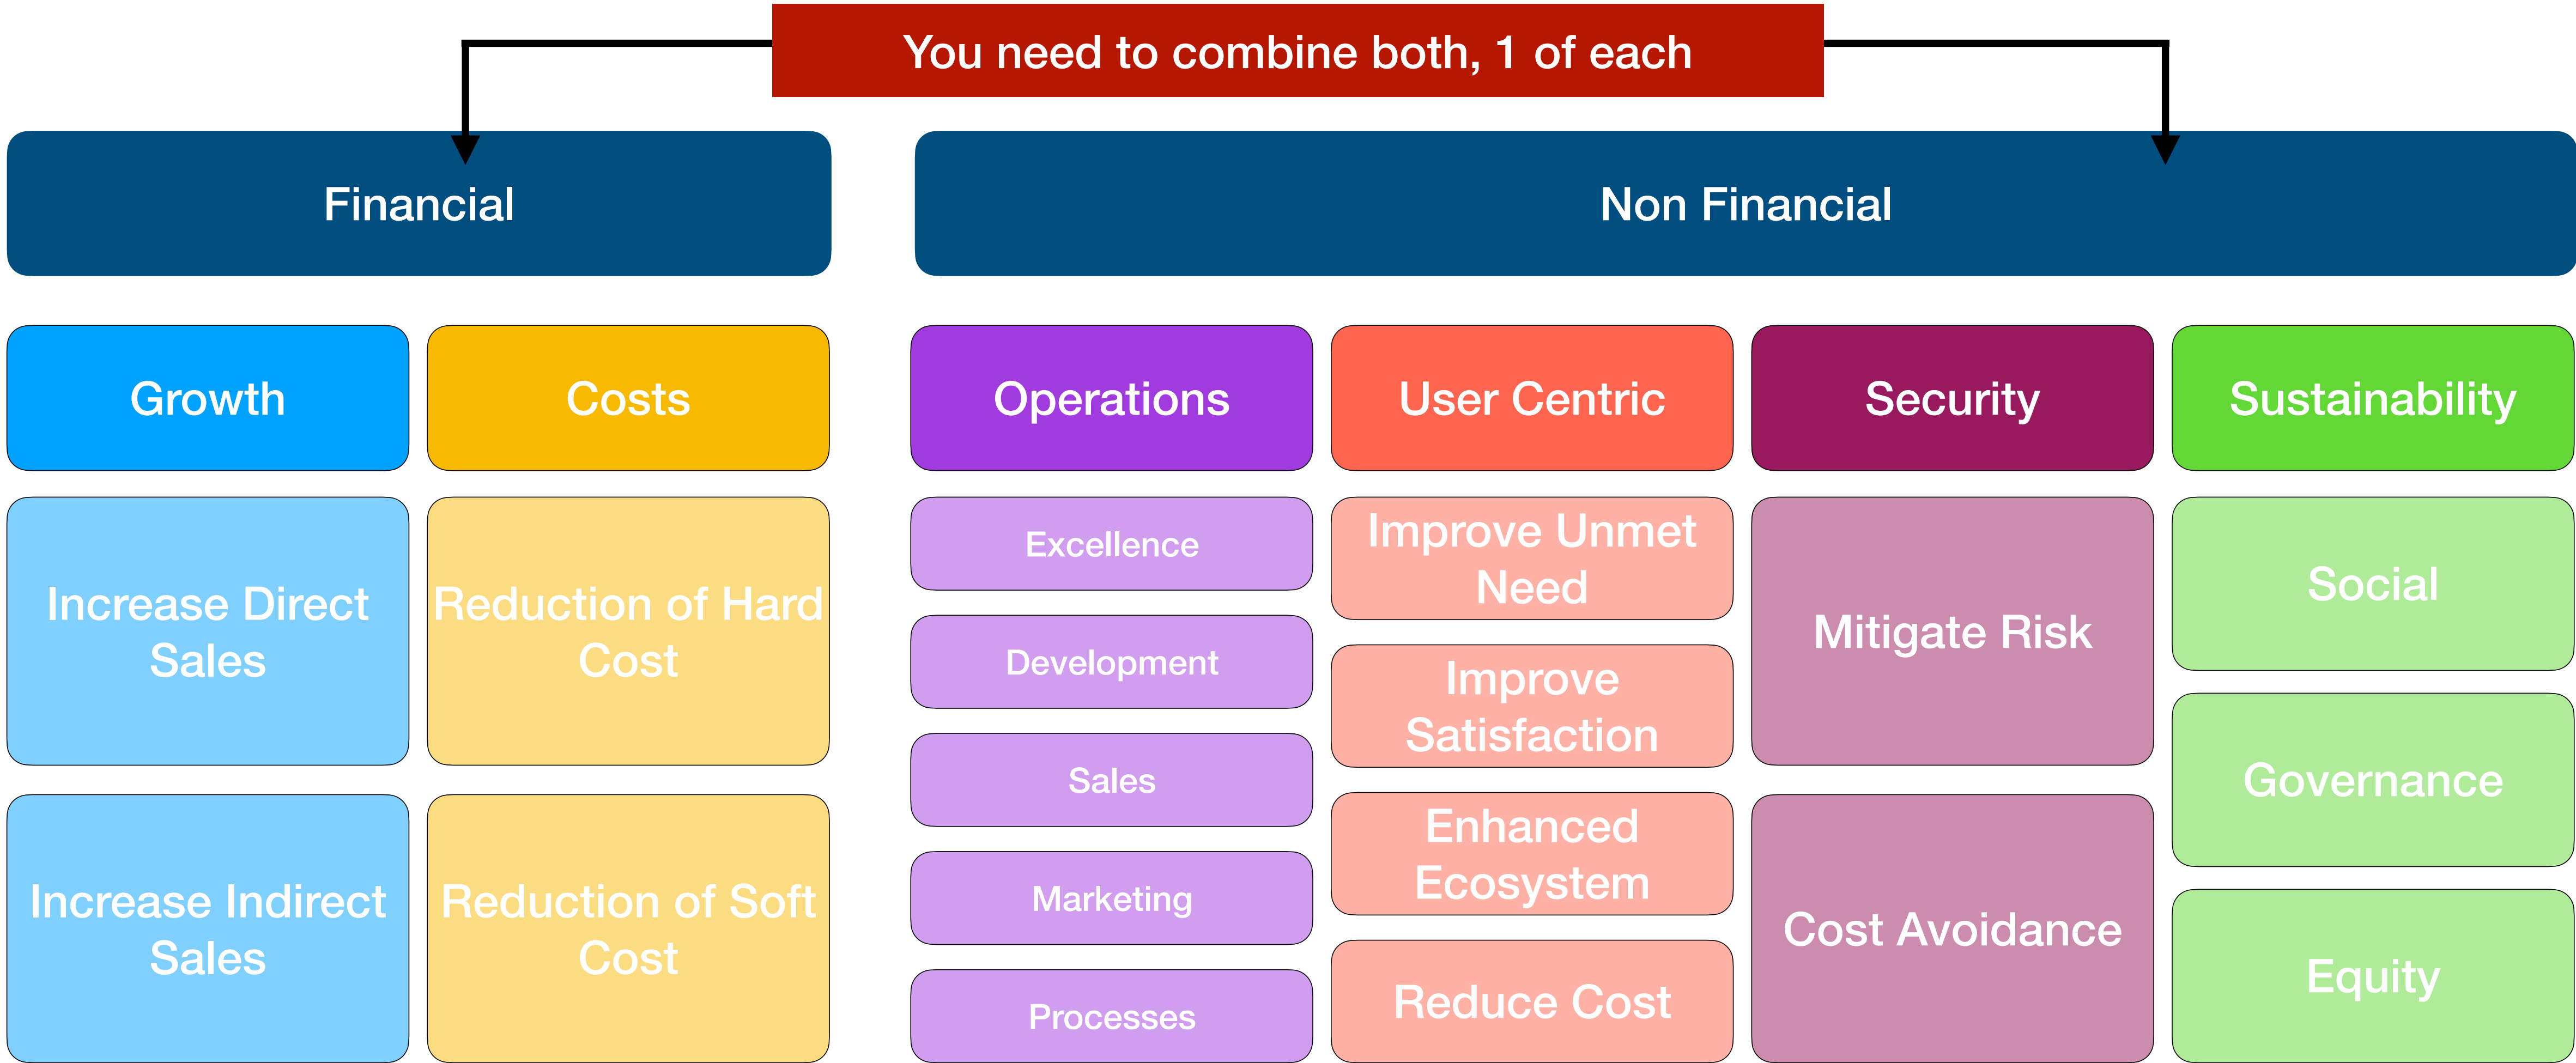 You need to combine both, 1 of each
Financial
Non Financial
Growth
Costs
Operations
User Centric
Security
Sustainability
Increase Direct
Sales
Increase Indirect
Sales
Reduction of Hard
Cost
Reduction of Soft
Cost
Excellence
Development
Sales
Marketing
Processes
Improve Unmet
Need
Improve
Satisfaction
Enhanced
Ecosystem
Reduce Cost
Mitigate Risk
Cost Avoidance
Social
Governance
Equity